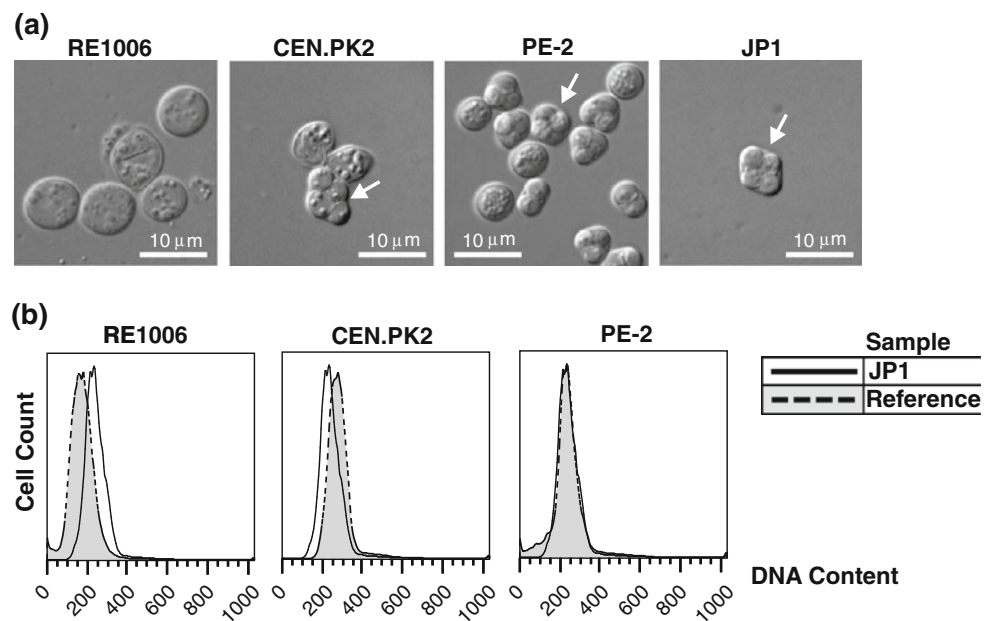 (a)
RE1006 CEN.PK2 PE-2 JP1
10 μm 10 μm 10 μm 10 μm
(b)
RE1006 CEN.PK2 PE-2
Sample
JP1
Reference
Cell Count
0 200 400 600 800 1000 0 200 400 600 800 1000 0 200 400 600 800 1000
DNA Content